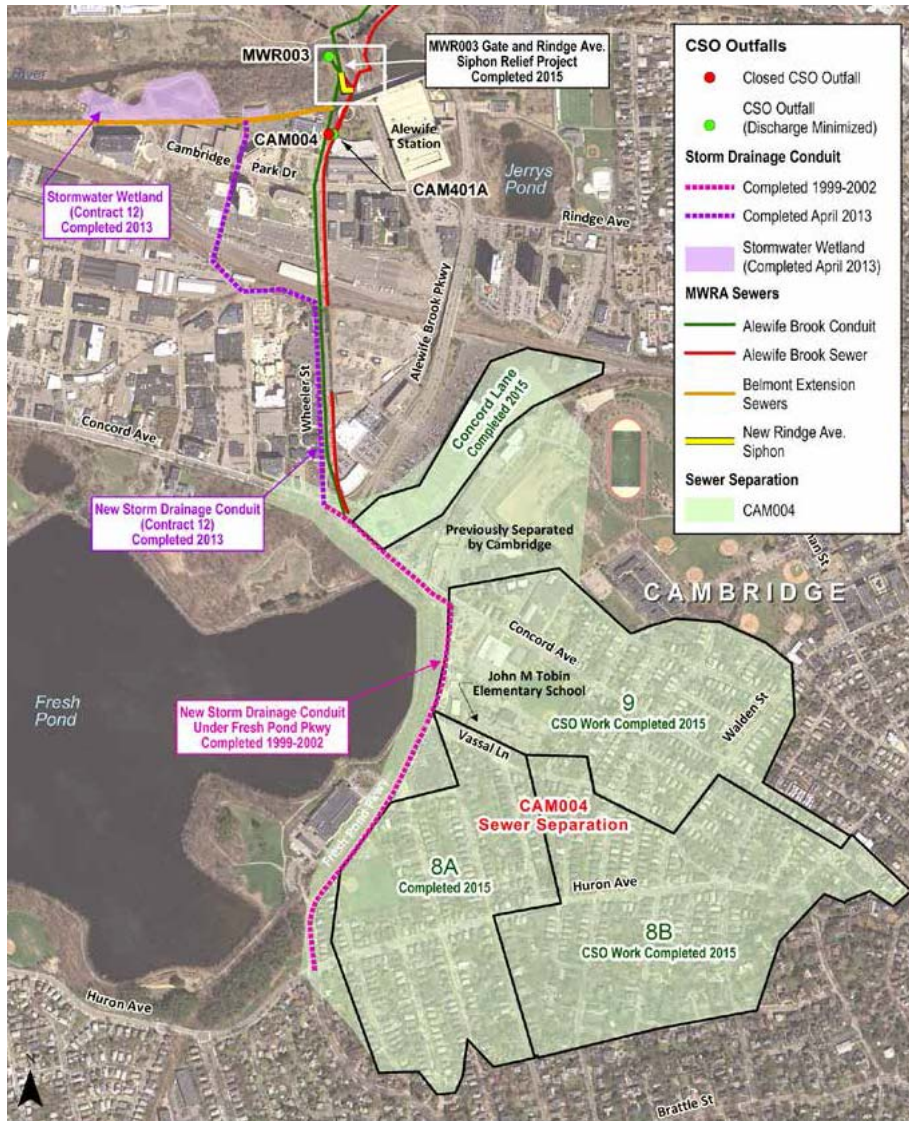 MWR003
MWR003 Gate and Rindge Ave.
Siphon Relief Project
Completed 2015
River
CAM004
Cambridge
Park Dr
Alewife
T Station
Jerrys
Pond
CAM401A
Rindge Ave
Stormwater Wetland
(Contract 12)
Completed 2013
Alewife Brook Pkwy
Wheeler St
Concord Ave
Concord Lane
Completed 2015
New Storm Drainage Conduit
(Contract 12)
Completed 2013
Previously Separated
by Cambridge
CAMBRIDGE
Concord Ave
John M Tobin
Elementary School
Fresh
Pond
New Storm Drainage Conduit
Under Fresh Pond Pkwy
Completed 1999-2002
9
CSO Work Completed 2015
Walden St
Vassal Ln
CAM004
Sewer Separation
Fresh Pond Pkwy
8A
Completed 2015
Huron Ave
8B
CSO Work Completed 2015
Huron Ave
Brattle St
N
CSO Outfalls
Closed CSO Outfall
CSO Outfall
(Discharge Minimized)
Storm Drainage Conduit
Completed 1999-2002
Completed April 2013
Stormwater Wetland
(Completed April 2013)
MWRA Sewers
Alewife Brook Conduit
Alewife Brook Sewer
Belmont Extension
Sewers
New Rindge Ave.
Siphon
Sewer Separation
CAM004